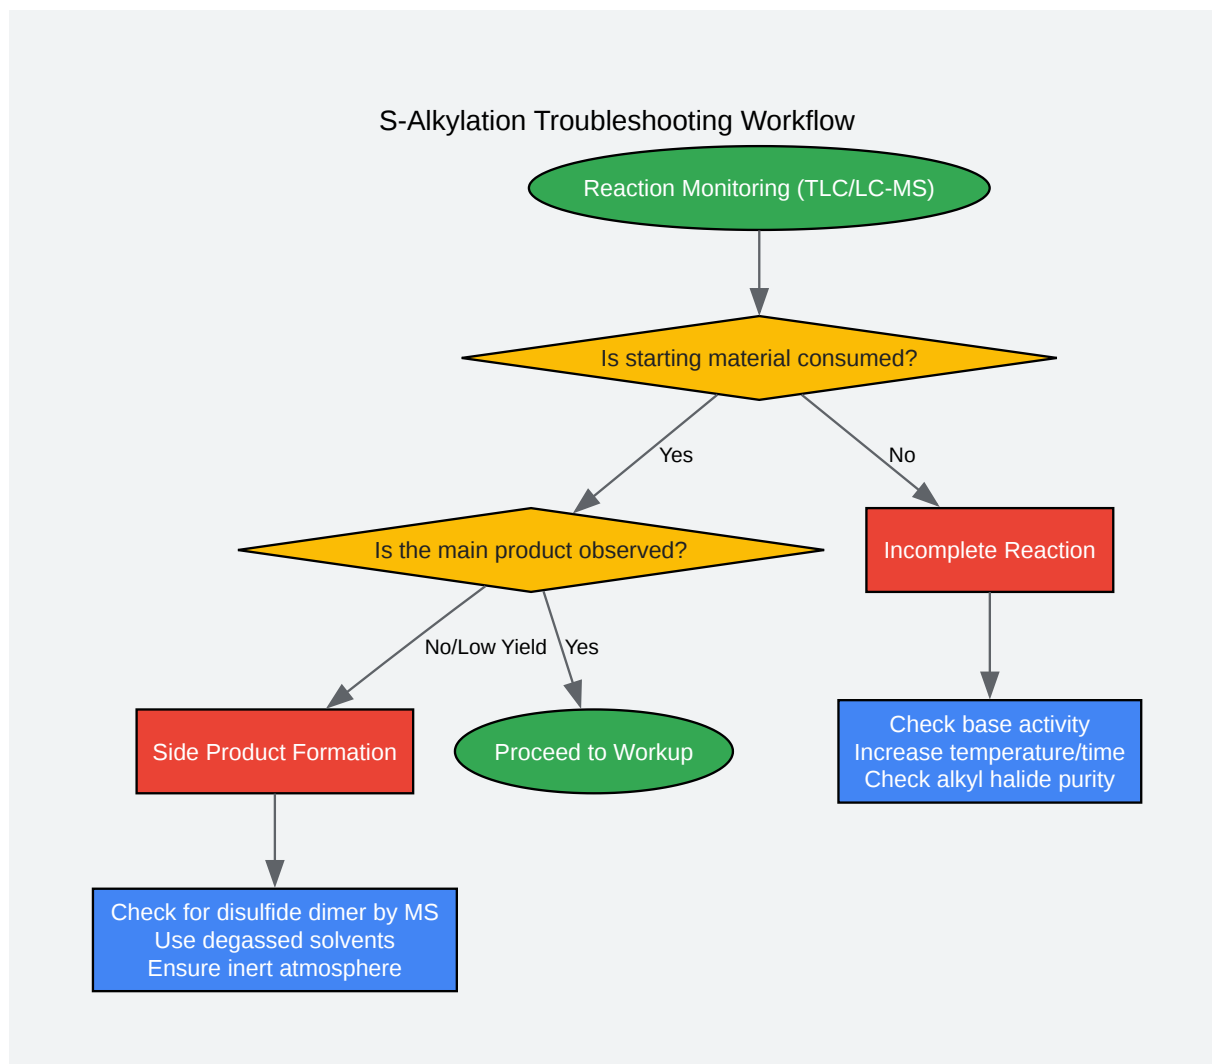 S-Alkylation Troubleshooting Workflow
Reaction Monitoring (TLC/LC-MS)
Is starting material consumed?
Yes
No
Is the main product observed?
Incomplete Reaction
No/Low Yield
Yes
Side Product Formation
Proceed to Workup
Check base activity
Increase temperature/time
Check alkyl halide purity
Check for disulfide dimer by MS
Use degassed solvents
Ensure inert atmosphere